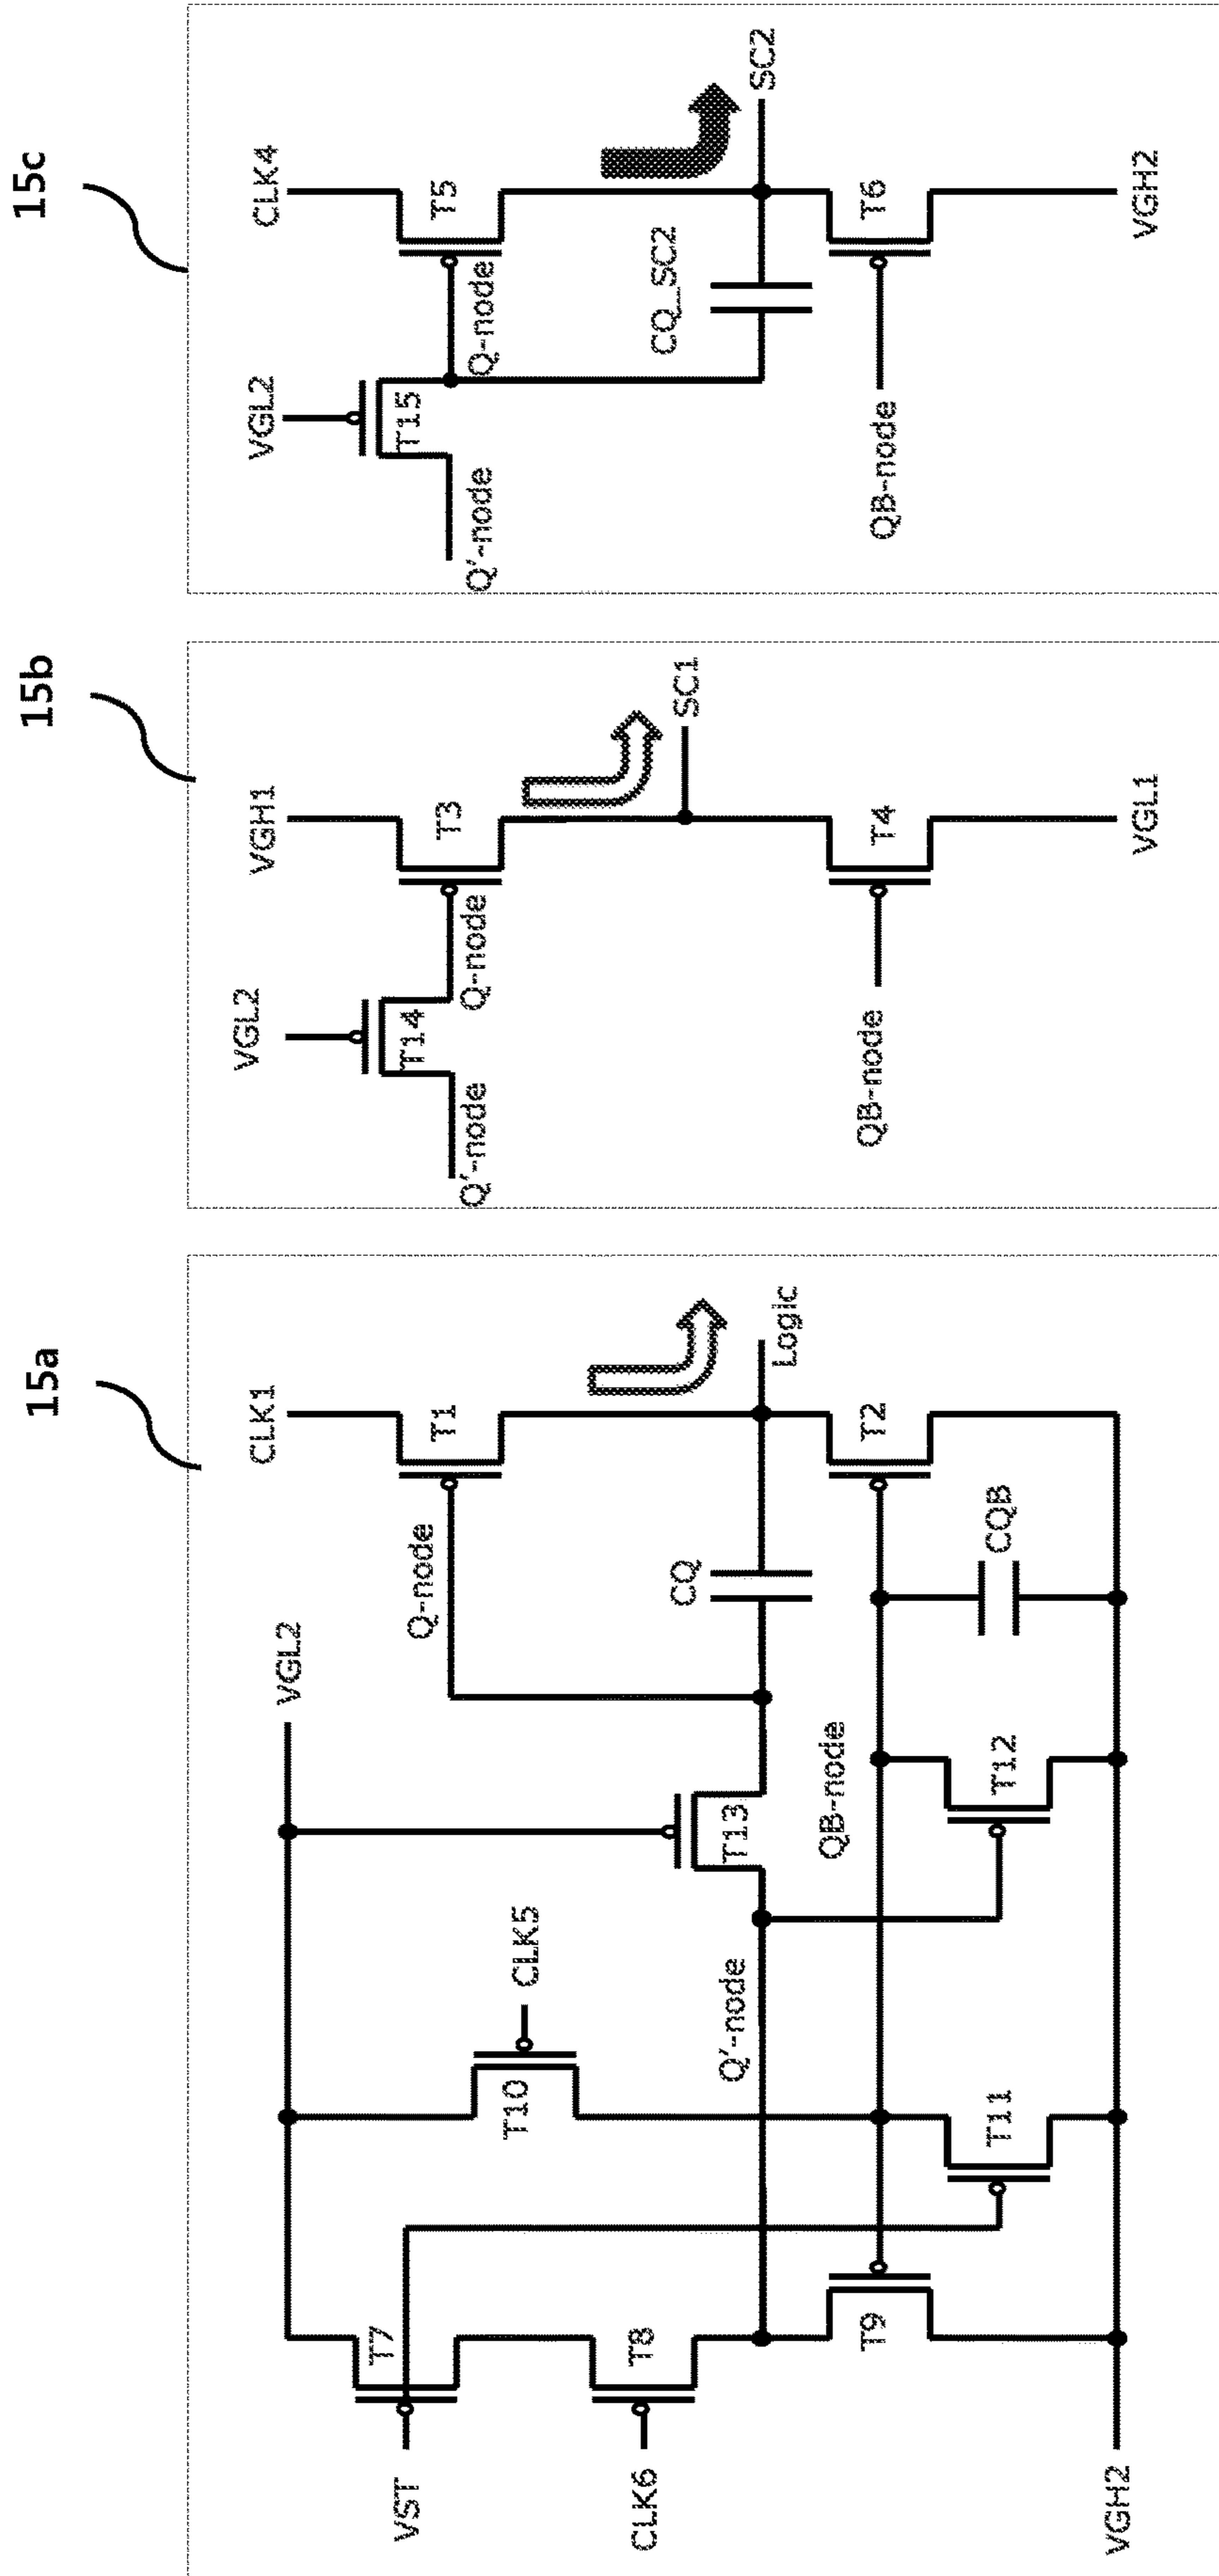 15a
CLK1
VGL2
T1
Q-node
Logic
CQ
T13
CLK5
T10
Q'-node
QB-node
T2
CQB
T12
T11
T7
VST
T8
CLK6
T9
VGH2
15b
VGH1
VGL2
T3
T14
Q-node
Q'-node
SC1
T4
QB-node
VGL1
15c
CLK4
VGL2
T5
T15
Q-node
Q'-node
SC2
CQ_SC2
T6
QB-node
VGH2